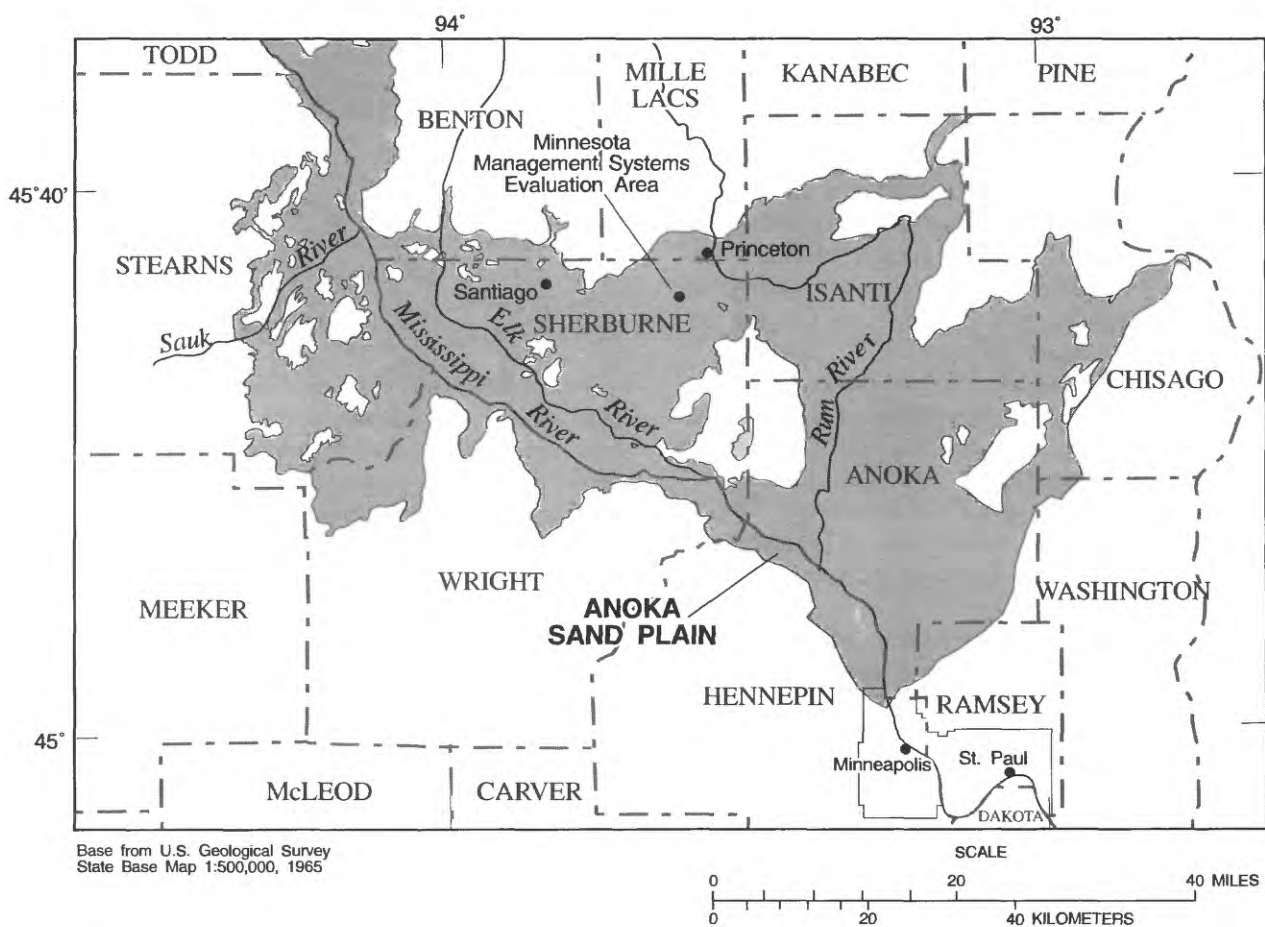 94°
93°
TODD
MILLE
LACS
KANABEC
PINE
BENTON
Minnesota
Management Systems
Evaluation Area
45°40'
STEARNS
River
Sauk
Princeton
Santiago
ISANTI
SHERBURNE
Elk
River
Mississippi
River
Rum
River
CHISAGO
ANOKA
WRIGHT
MEEKER
ANOKA
SAND PLAIN
WASHINGTON
HENNEPIN
RAMSEY
45°
Minneapolis
St. Paul
McLEOD
CARVER
DAKOTA
Base from U.S. Geological Survey
State Base Map 1:500,000, 1965
SCALE
0 20 40 MILES
0 20 40 KILOMETERS